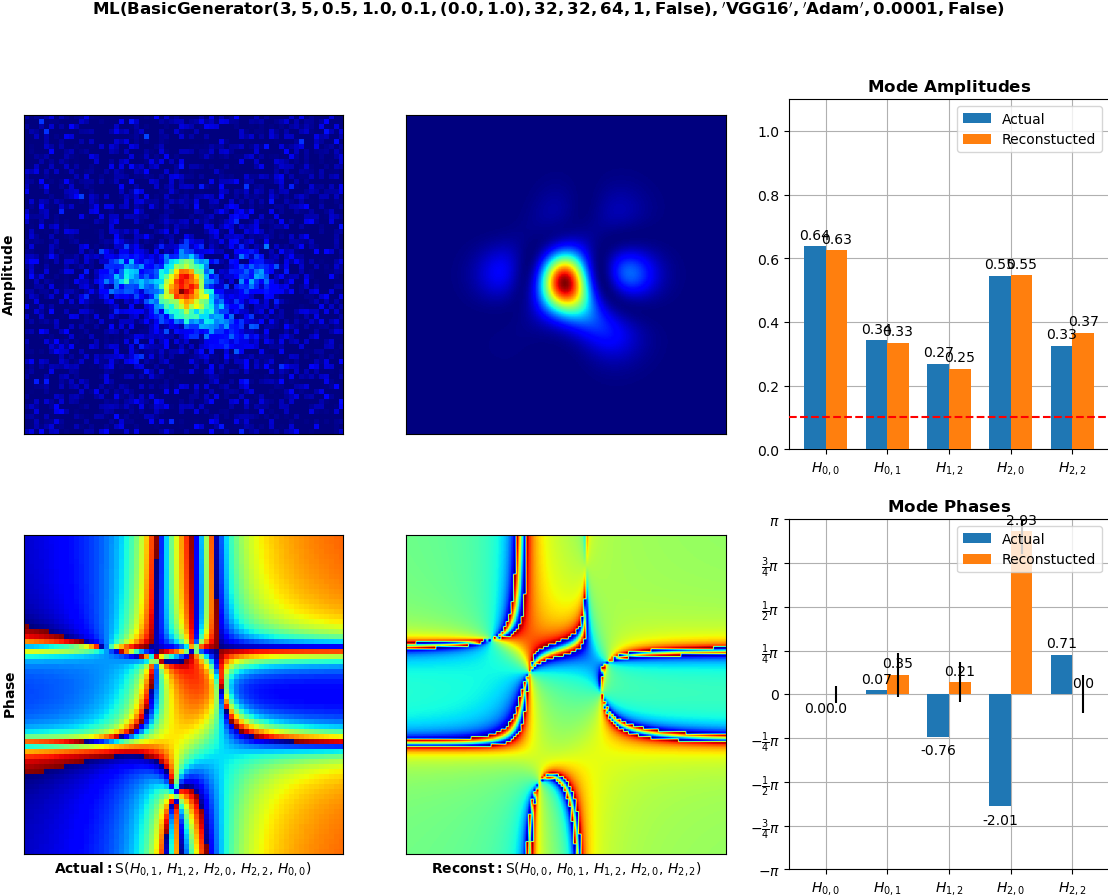 ML(BasicGenerator(3, 5, 0.5, 1.0, 0.1, (0.0, 1.0), 32, 32, 64, 1, False), 'VGG16', 'Adam', 0.0001, False)
Mode Amplitudes
Actual
Reconstucted
1.0
0.8
0.6
0.4
0.2
0.0
0.64 0.63
0.34 0.33
0.27 0.25
0.55 0.55
0.33 0.37
H0,0 H0,1 H1,2 H2,0 H2,2
Amplitude
Mode Phases
Actual
Reconstucted
π
3/4π
1/2π
1/4π
0
−1/4π
−1/2π
−3/4π
−π
0.0 0.0
0.07 0.35
-0.76 0.21
-2.01 2.93
0.71 0.0
H0,0 H0,1 H1,2 H2,0 H2,2
Phase
Actual: S(H0,1, H1,2, H2,0, H2,2, H0,0)
Reconst: S(H0,0, H0,1, H1,2, H2,0, H2,2)